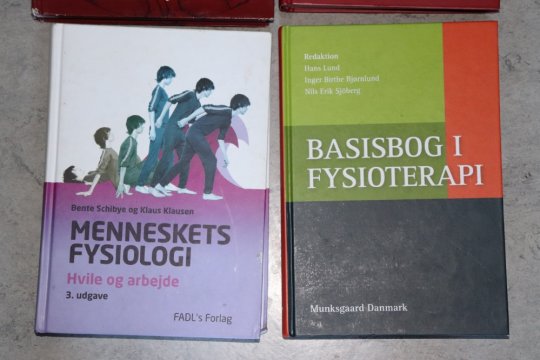 Bente Schibye og Klaus Klausen
MENNESKETS
FYSIOLOGI
Hvile og arbejde
3. udgave
FADL's Forlag
Redaktion
Hans Lund
Inger Birthe Bjørnlund
Nils Erik Sjöberg
BASISBOG I
FYSIOTERAPI
Munksgaard Danmark